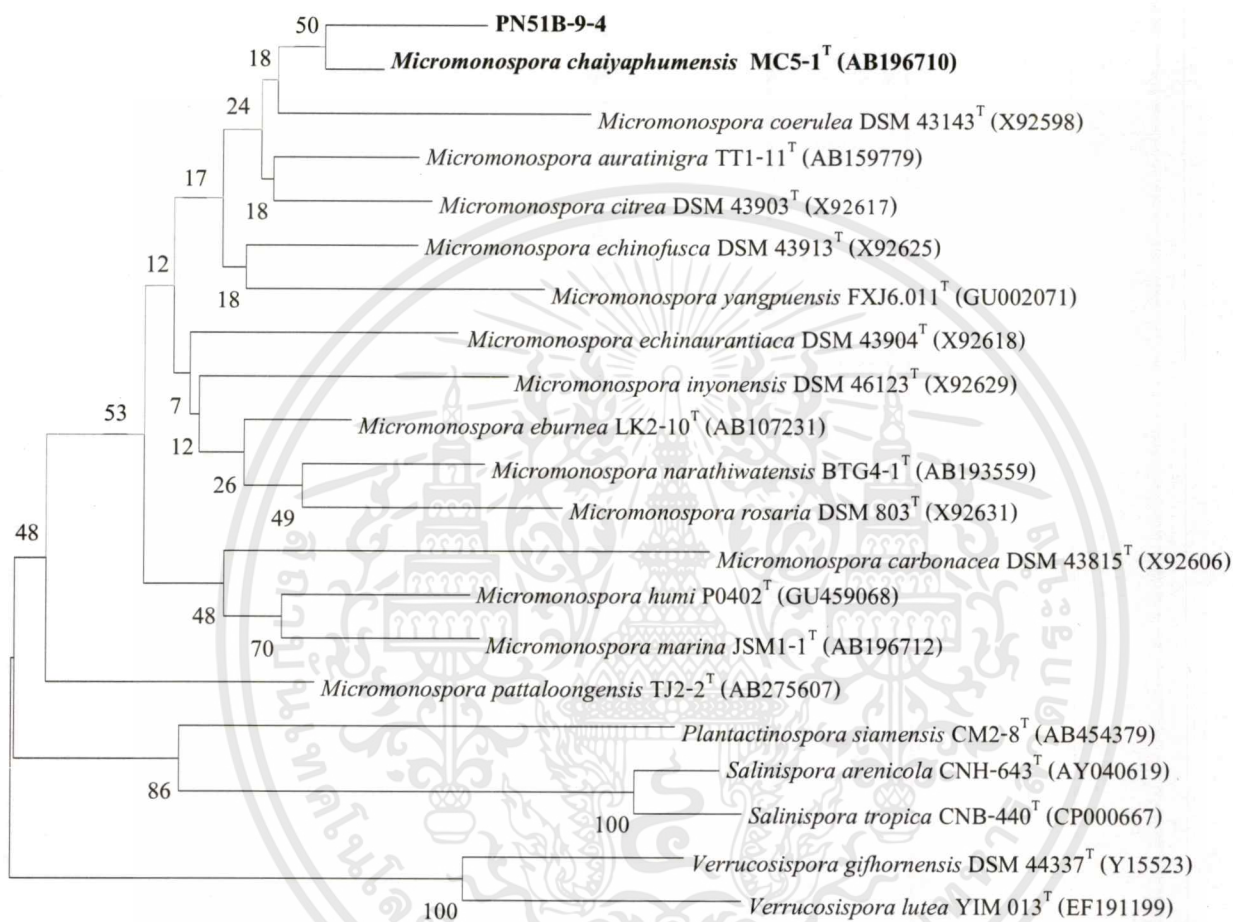 50
PN51B-9-4
18
Micromonospora chaiyaphumensis MC5-1T (AB196710)
24
Micromonospora coerulea DSM 43143T (X92598)
Micromonospora auratinigra TT1-11T (AB159779)
17
18
Micromonospora citrea DSM 43903T (X92617)
12
Micromonospora echinofusca DSM 43913T (X92625)
18
Micromonospora yangpuensis FXJ6.011T (GU002071)
Micromonospora echinaurantiaca DSM 43904T (X92618)
53
7
Micromonospora inyonensis DSM 46123T (X92629)
12
Micromonospora eburnea LK2-10T (AB107231)
26
Micromonospora narathiwatensis BTG4-1T (AB193559)
49
Micromonospora rosaria DSM 803T (X92631)
48
Micromonospora carbonacea DSM 43815T (X92606)
48
Micromonospora humi P0402T (GU459068)
70
Micromonospora marina JSM1-1T (AB196712)
Micromonospora pattaloongensis TJ2-2T (AB275607)
Plantactinospora siamensis CM2-8T (AB454379)
86
Salinispora arenicola CNH-643T (AY040619)
100
Salinispora tropica CNB-440T (CP000667)
Verrucosispora gifhornensis DSM 44337T (Y15523)
100
Verrucosispora lutea YIM 013T (EF191199)